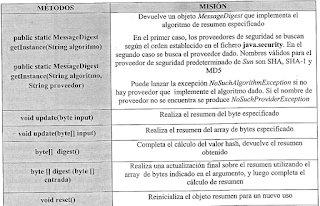 MÉTODOS
MISIÓN
public static MessageDigest
getInstance(String algoritmo)
public static MessageDigest
getInstance(String algoritmo,
String proveedor)
Devuelve un objeto MessageDigest que implementa el
algoritmo de resumen especificado
En el primer caso, los proveedores de seguridad se buscan
según el orden establecido en el fichero java.security. En el
segundo caso se busca el proveedor dado. Nombres válidos para el
proveedor de seguridad predeterminado de Sun son SHA, SHA-1 y
MD5
Puede lanzar la excepción NoSuchAlgorithmException si no
hay proveedor que implemente el algoritmo dado. Si el nombre de
proveedor no se encuentra se produce NoSuchProviderException
void update(byte input)
Realiza el resumen del byte especificado
void update(byte[] input)
Realiza el resumen del array de bytes especificado
byte[] digest()
Completa el cálculo del valor hash, devuelve el resumen
obtenido
byte [] digest (byte []
entrada)
Realiza una actualización final sobre el resumen utilizando el
array de bytes indicado en el argumento, y luego completa el
cálculo de resumen
void reset()
Reinicializa el objeto resumen para un nuevo uso